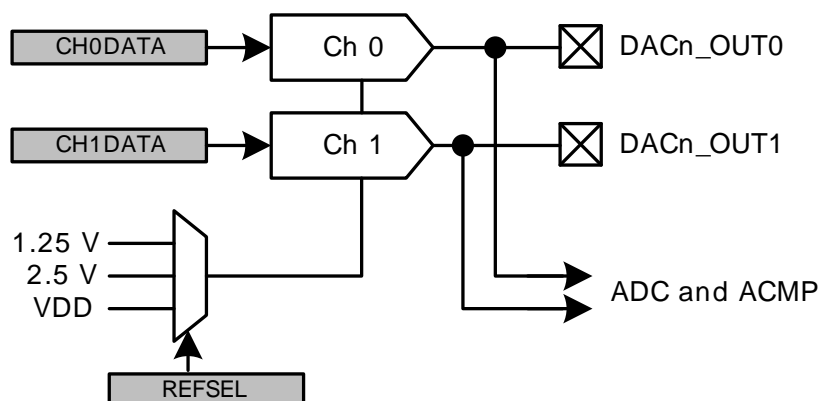 CH0DATA
Ch 0
DACn_OUT0
CH1DATA
Ch 1
DACn_OUT1
1.25 V
2.5 V
VDD
ADC and ACMP
REFSEL